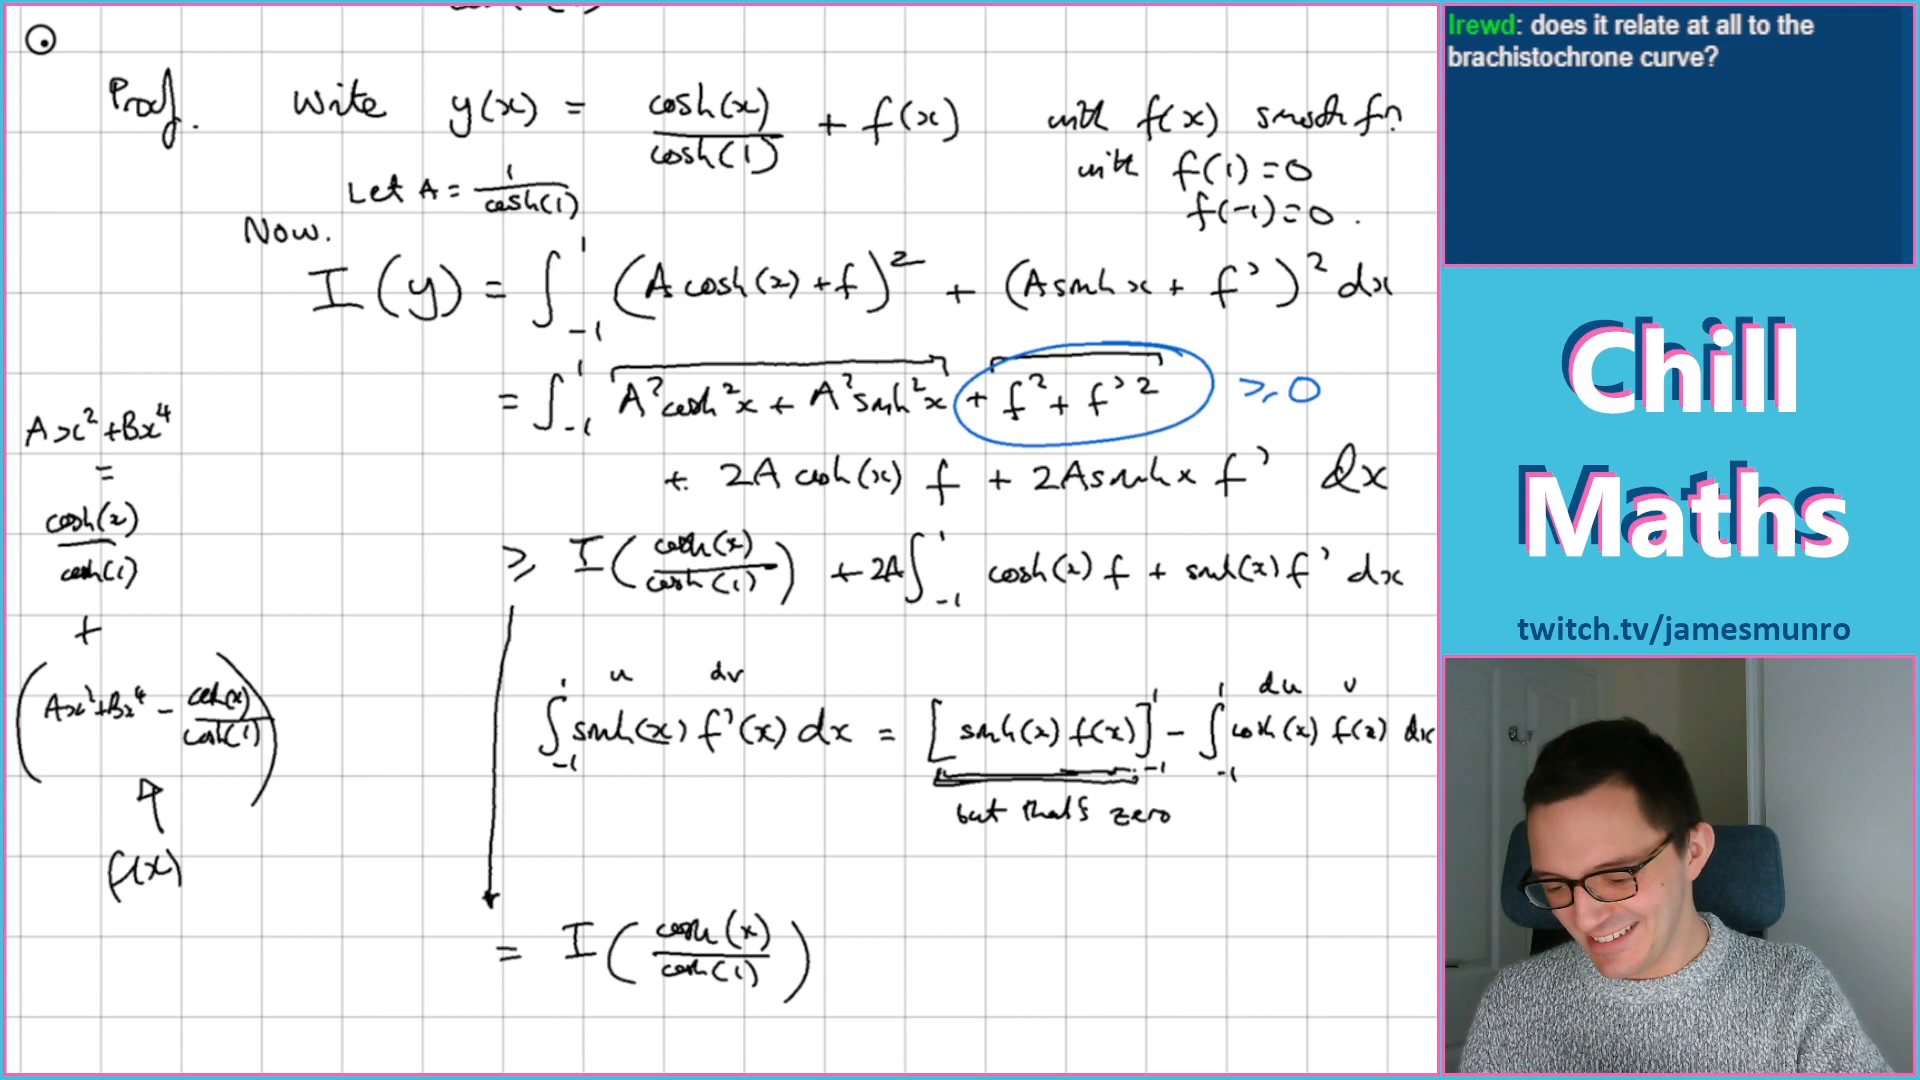 Proof. Write y(x) = cosh(x)/cosh(1) + f(x) with f(x) smooth fn
with f(1)=0
f(-1)=0.
Let A = 1/cosh(1)
Now.
I(y) = ∫_{-1}^{1} (A cosh(x) + f)² + (A sinh x + f')² dx
= ∫_{-1}^{1} A²cosh²x + A²sinh²x + f² + f'² ≥ 0
+ 2A cosh(x) f + 2A sinh x f' dx
≥ I(cosh(x)/cosh(1)) + 2A ∫_{-1}^{1} cosh(x) f + sinh(x) f' dx
u dv du v
∫_{-1}^{1} sinh(x) f'(x) dx = [sinh(x) f(x)]_{-1}^{1} - ∫_{-1}^{1} cosh(x) f(x) dx
but that's zero
= I(cosh(x)/cosh(1))
Ax² + Bx⁴
=
cosh(x)/cosh(1)
+
(Ax² + Bx⁴ - cosh(x)/cosh(1))
f(x)
lrewd: does it relate at all to the
brachistochrone curve?
Chill
Maths
twitch.tv/jamesmunro